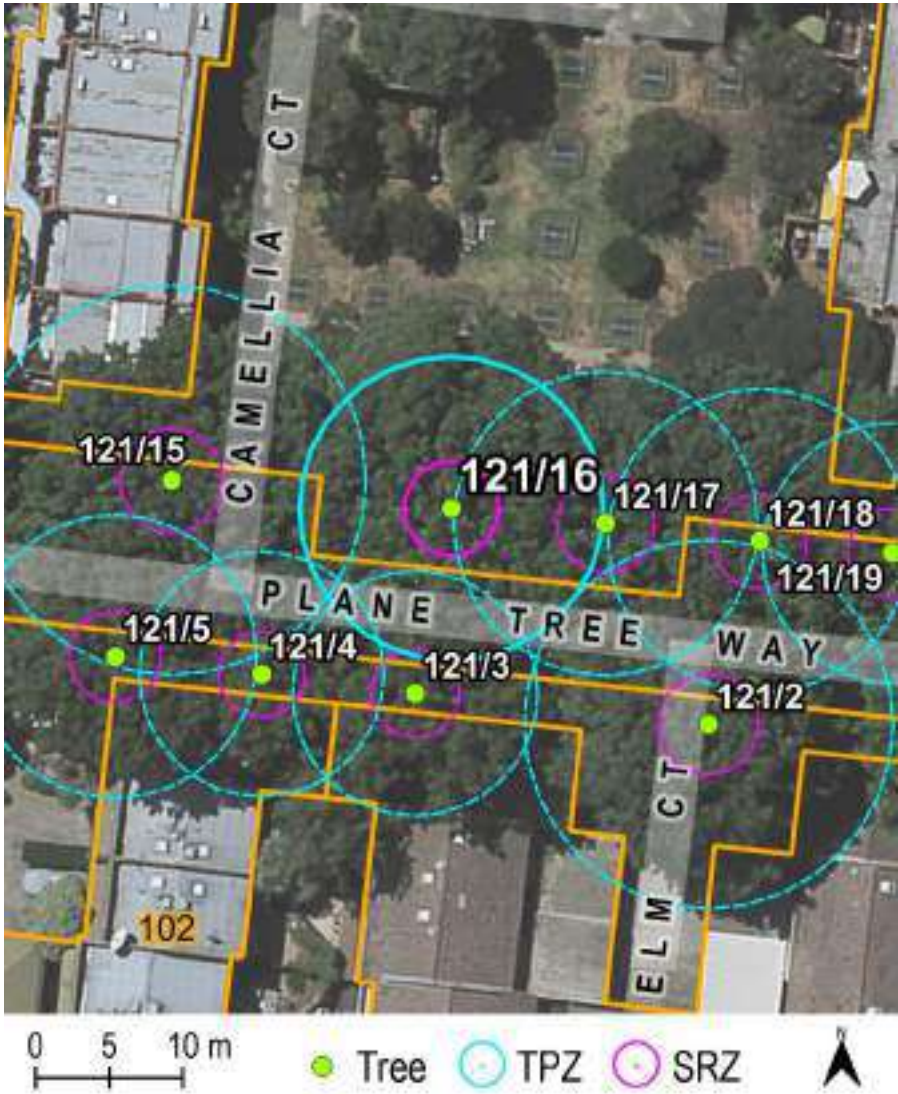 CAMELLIA CT
121/15
121/16
121/17
121/18
121/19
PLANE TREE WAY
121/5
121/4
121/3
121/2
ELM CT
102
0 5 10 m
Tree
TPZ
SRZ
N